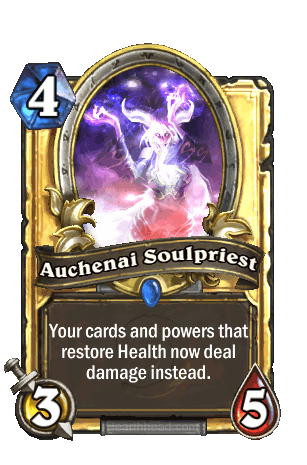 4
Auchenai Soulpriest
Your cards and powers that
restore Health now deal
damage instead.
3
5